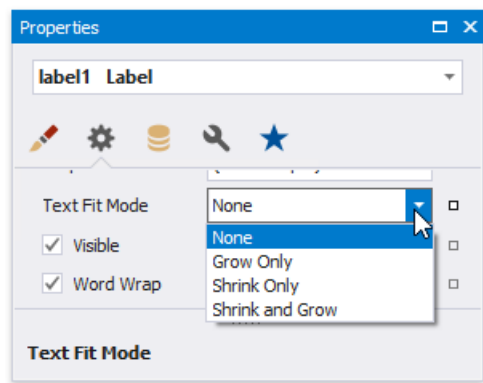 Properties
label1 Label
Text Fit Mode None
Visible None
Grow Only
Word Wrap Shrink Only
Shrink and Grow
Text Fit Mode